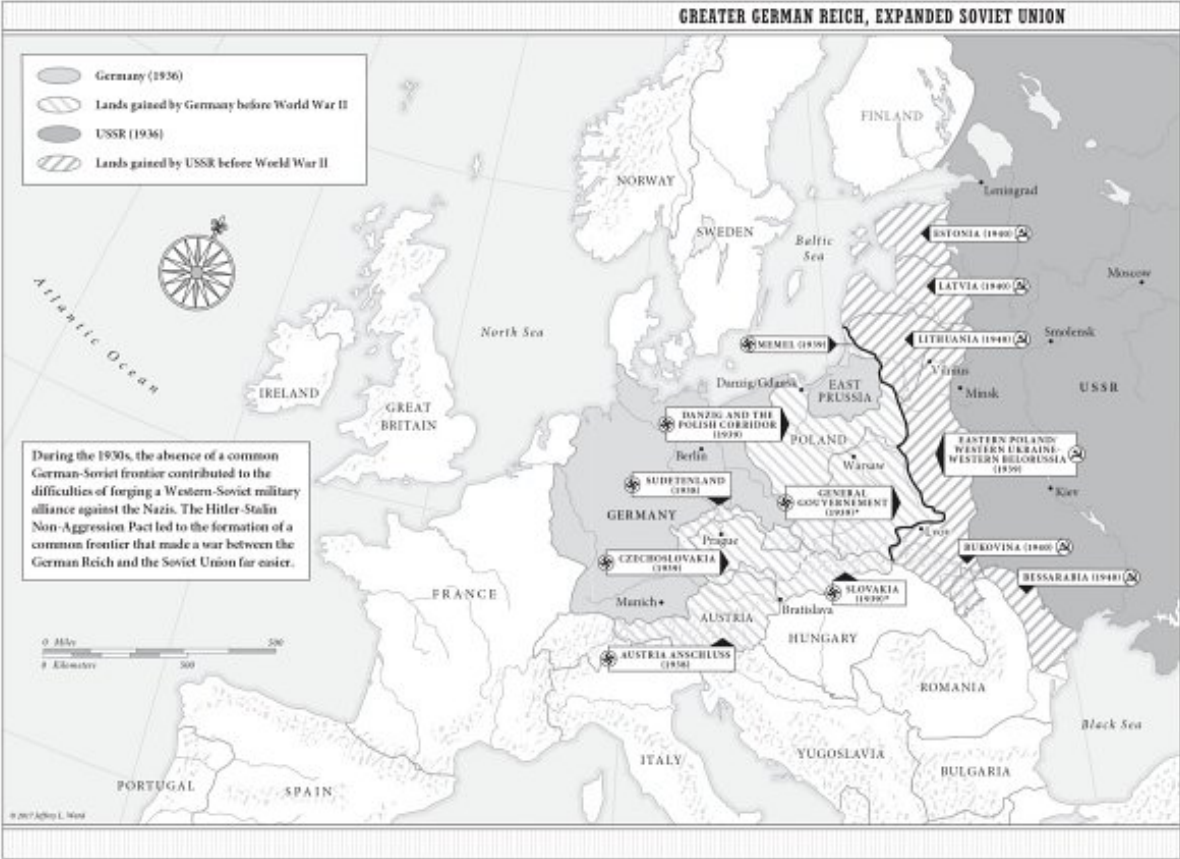 GREATER GERMAN REICH, EXPANDED SOVIET UNION
Germany (1936)
Lands gained by Germany before World War II
USSR (1936)
Lands gained by USSR before World War II
FINLAND
NORWAY
Leningrad
SWEDEN
ESTONIA (1940)
Baltic
Sea
Moscow
Atlantic Ocean
LATVIA (1940)
North Sea
MEMEL (1939)
LITHUANIA (1940)
Smolensk
Vilnius
Danzig/Gdańsk
EAST
PRUSSIA
Minsk
USSR
IRELAND
GREAT
BRITAIN
DANZIG AND THE
POLISH CORRIDOR
(1939)
POLAND
EASTERN POLAND/
WESTERN UKRAINE-
WESTERN BELORUSSIA
(1939)
Berlin
Warsaw
During the 1930s, the absence of a common
German-Soviet frontier contributed to the
difficulties of forging a Western-Soviet military
alliance against the Nazis. The Hitler-Stalin
Non-Aggression Pact led to the formation of a
common frontier that made a war between the
German Reich and the Soviet Union far easier.
SUDETENLAND
(1938)
GENERAL
GOUVERNEMENT
(1939)*
Kiev
GERMANY
Prague
Lvov
BUKOVINA (1940)
CZECHOSLOVAKIA
(1939)
BESSARABIA (1940)
FRANCE
SLOVAKIA
(1939)*
Munich
AUSTRIA
Bratislava
HUNGARY
0 Miles 500
0 Kilometers 500
AUSTRIA ANSCHLUSS
(1938)
ROMANIA
Black Sea
ITALY
YUGOSLAVIA
BULGARIA
PORTUGAL
SPAIN
© 2017 Jeffrey L. Ward